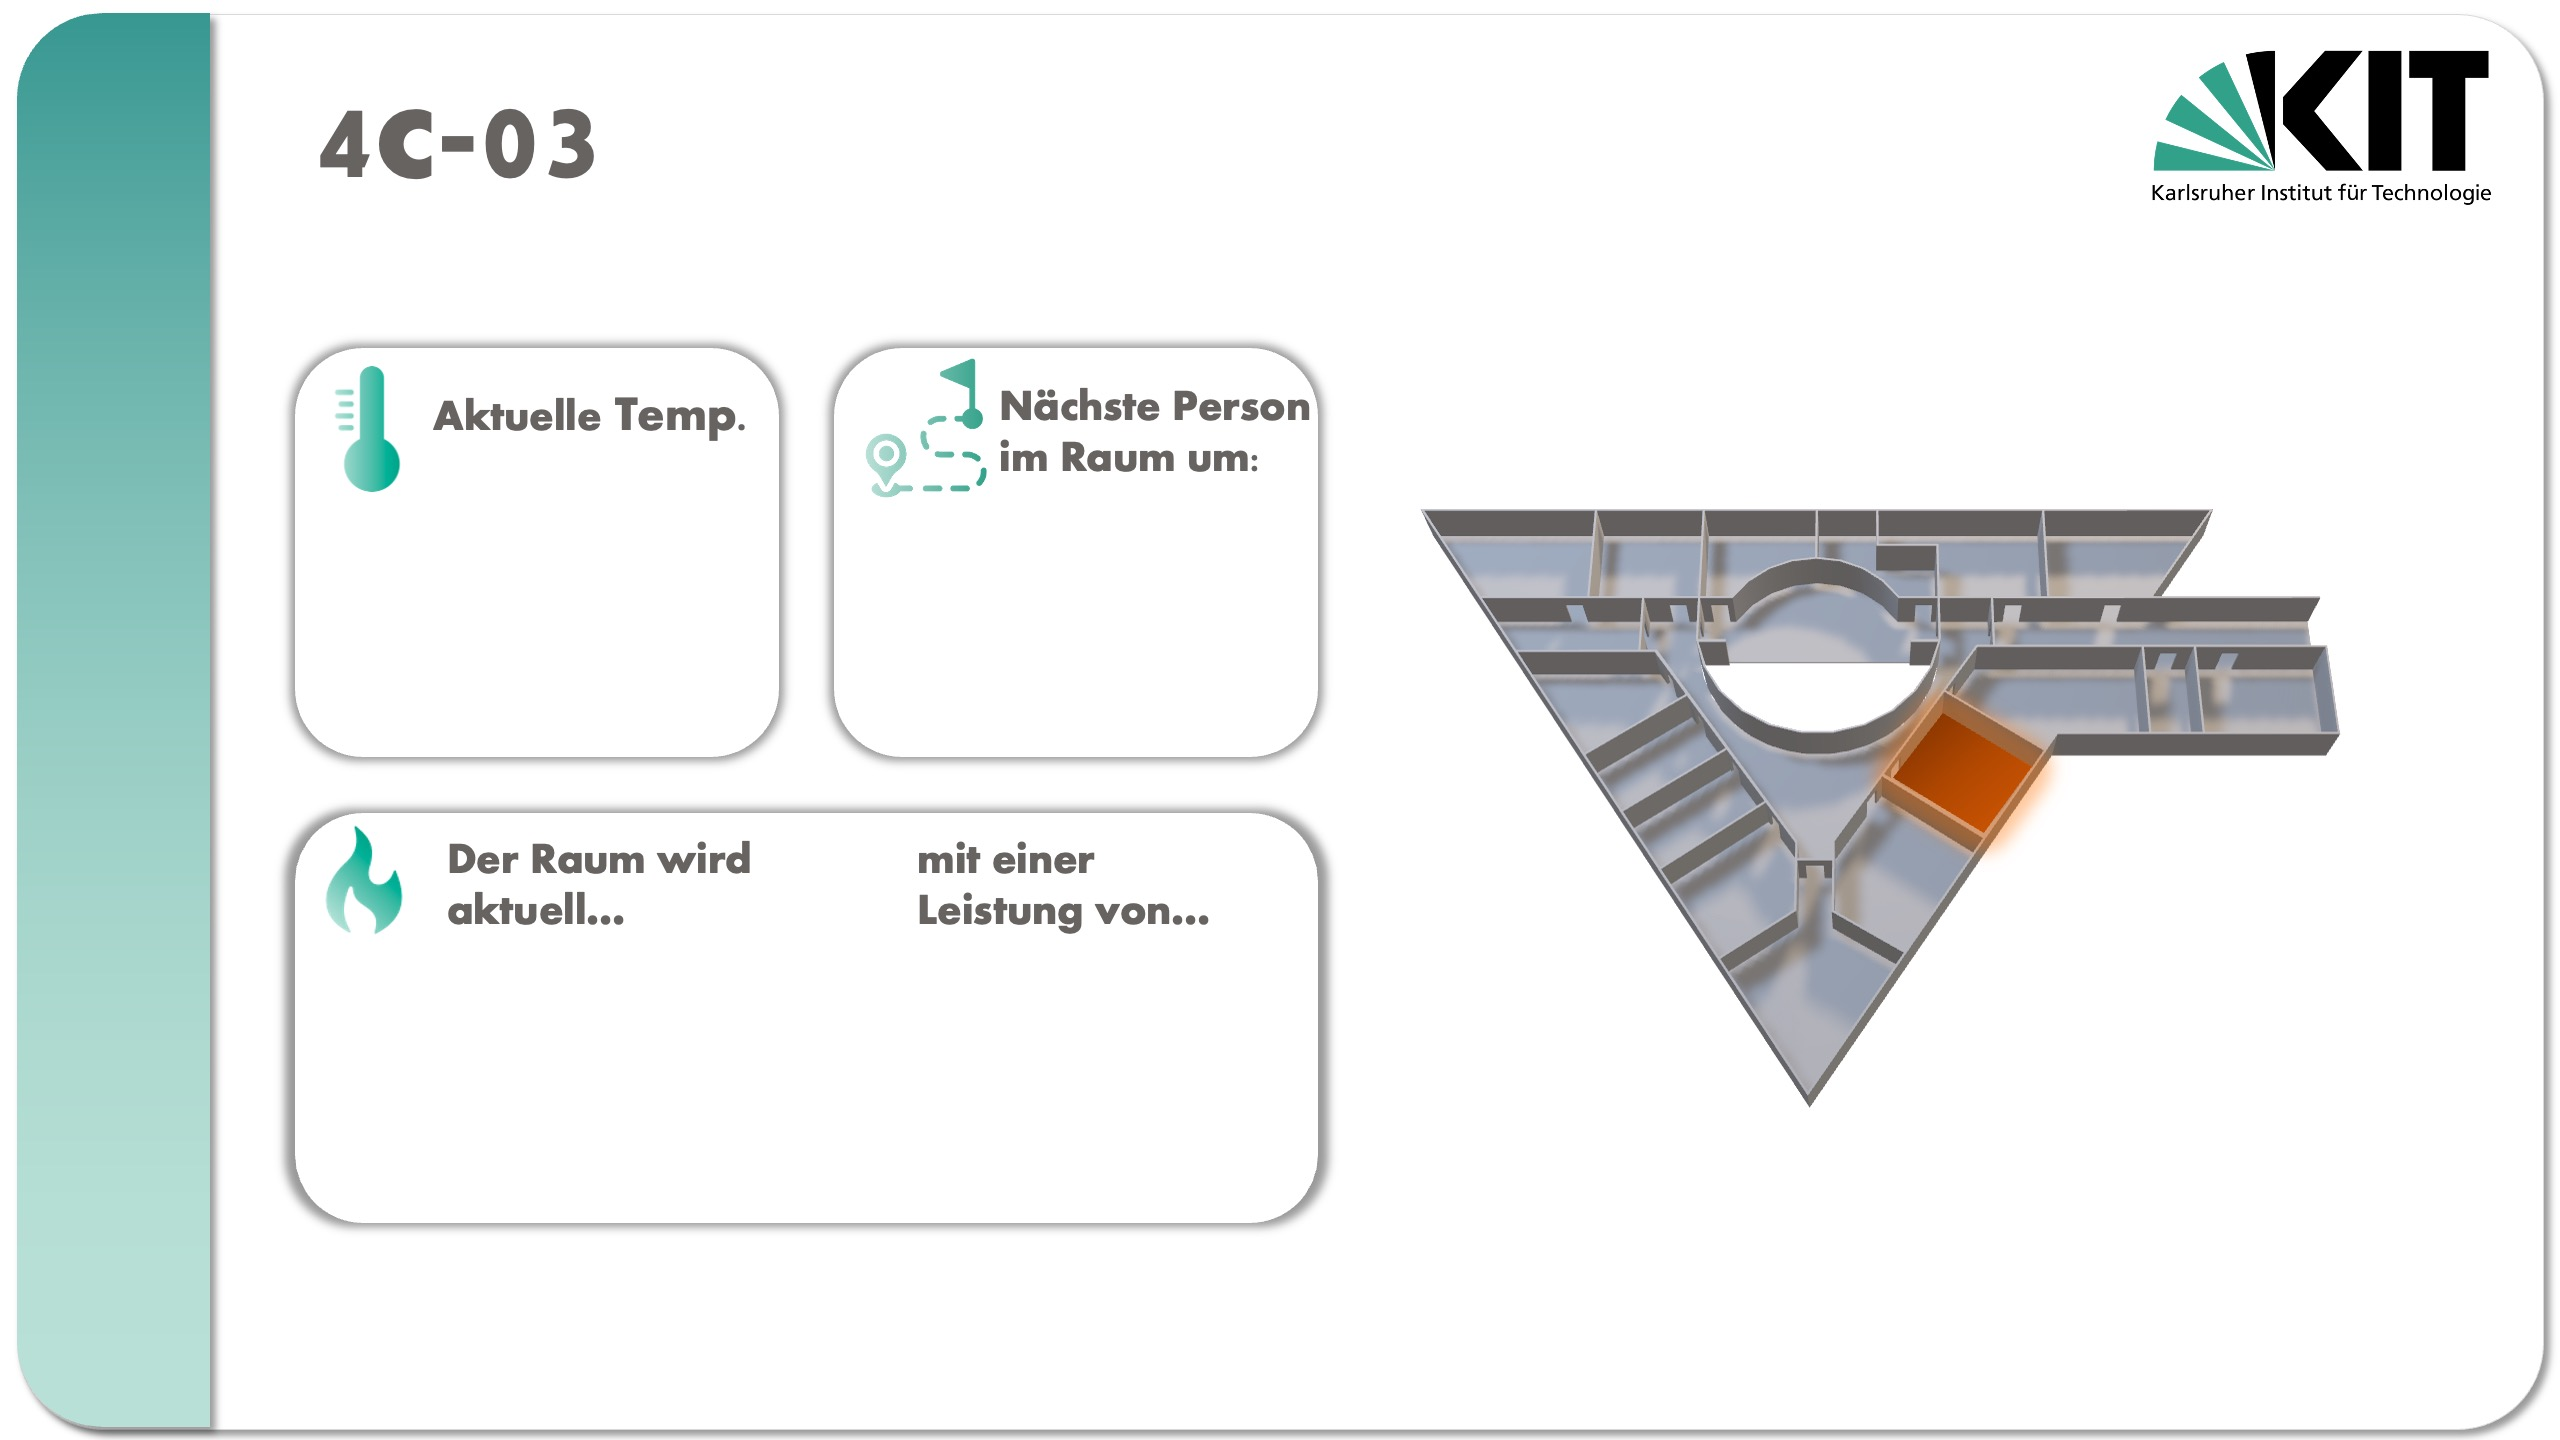 4C-03
KIT
Karlsruher Institut für Technologie
Aktuelle Temp.
Nächste Person
im Raum um:
Der Raum wird
aktuell...
mit einer
Leistung von...